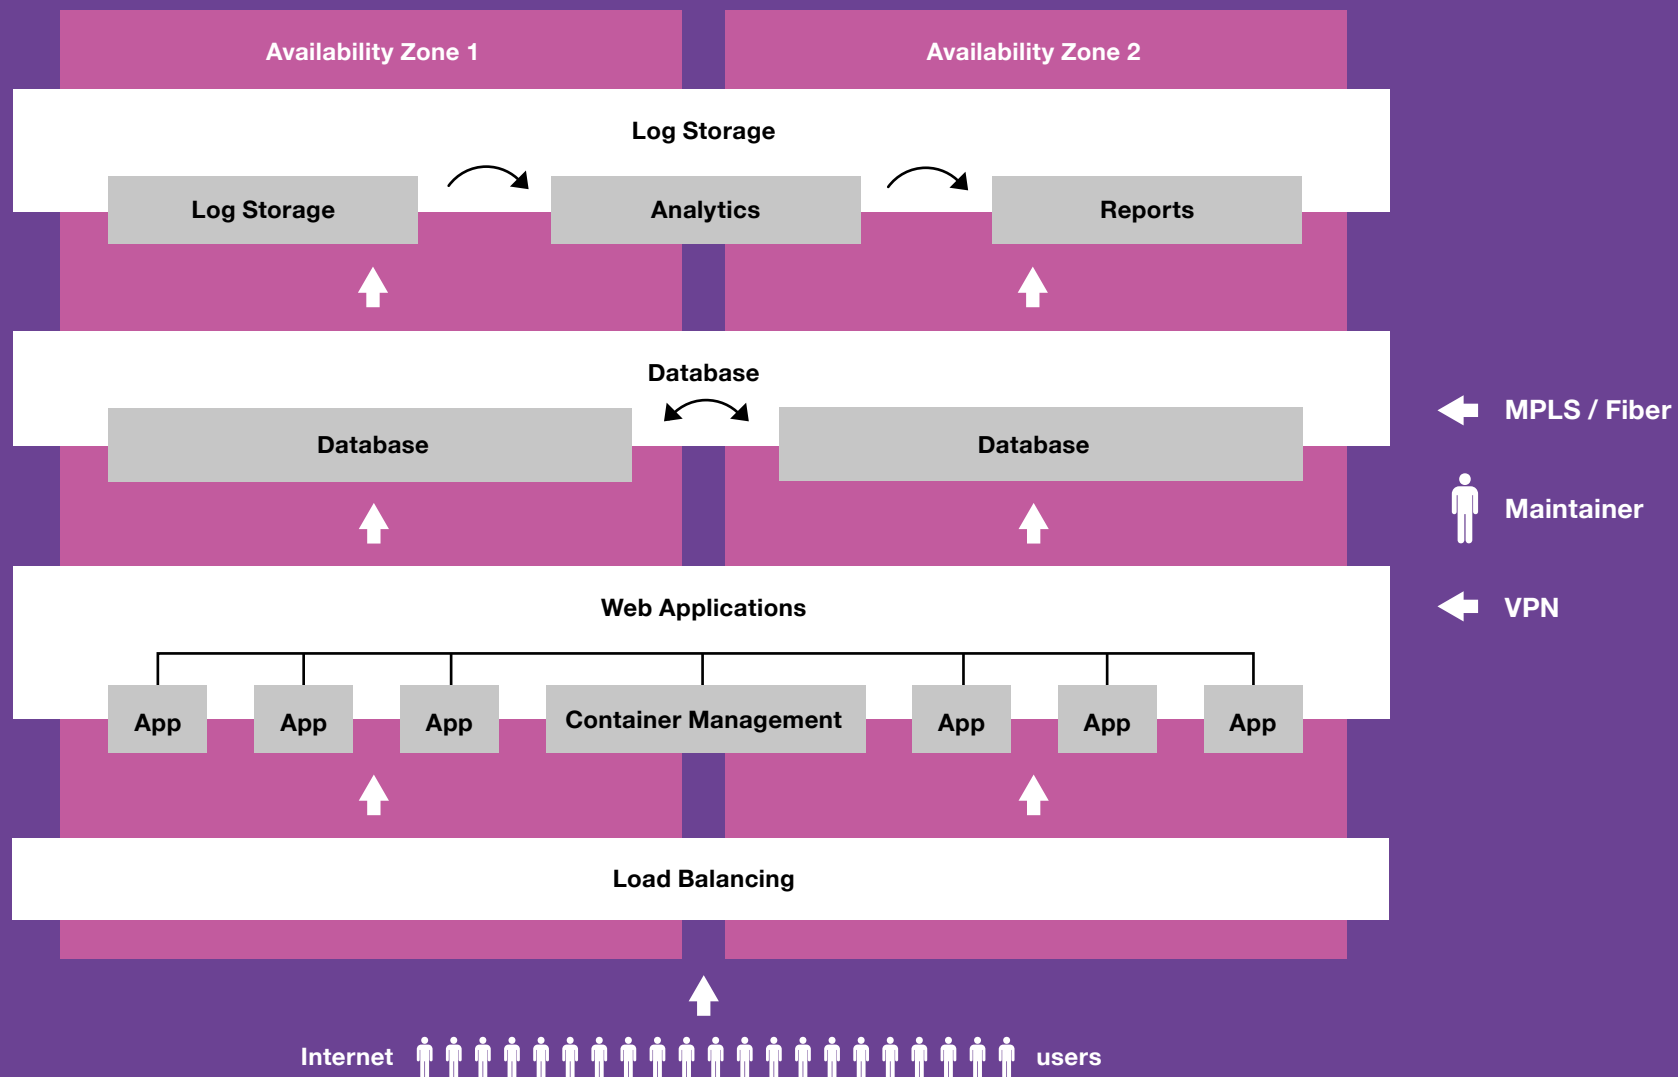 Availability Zone 1
Availability Zone 2
Log Storage
Log Storage
Analytics
Reports
Database
Database
Database
MPLS / Fiber
Maintainer
Web Applications
VPN
App
App
App
Container Management
App
App
App
Load Balancing
Internet
users